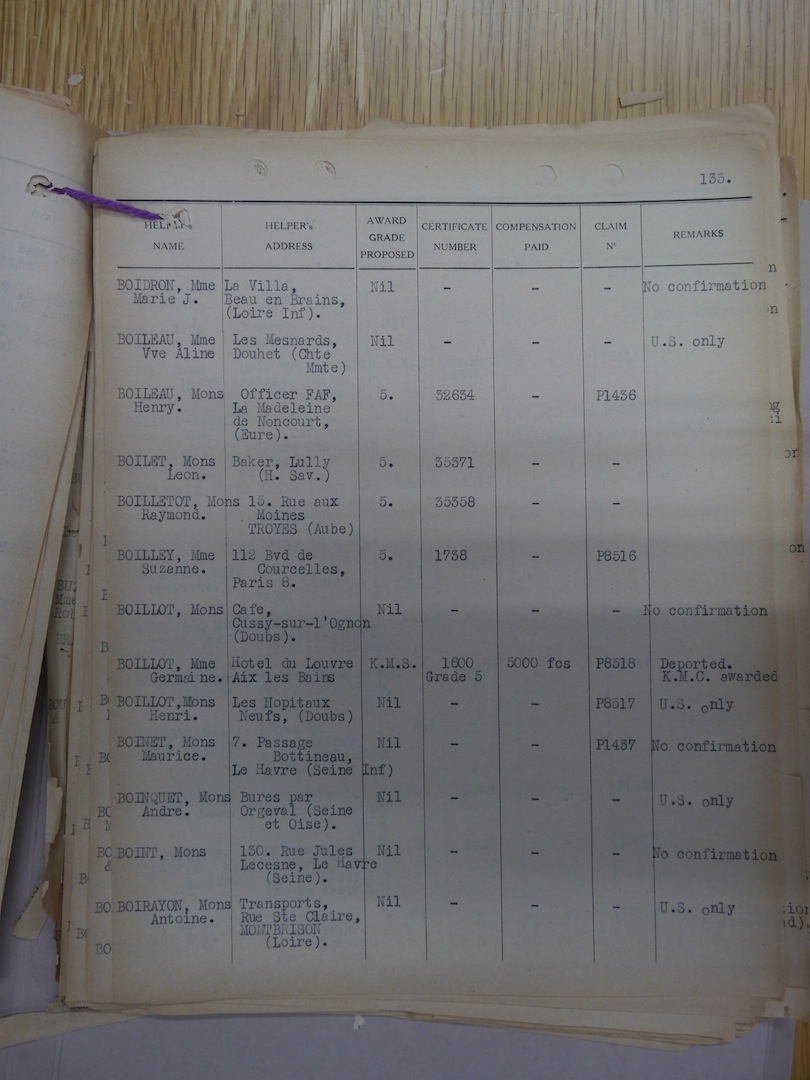 135.
HELPER's NAME HELPER's ADDRESS AWARD GRADE PROPOSED CERTIFICATE NUMBER COMPENSATION PAID CLAIM Nº REMARKS
BOIDRON, Mme La Villa, Nil - - - No confirmation
Marie J. Beau en Brains,
(Loire Inf).
BOILEAU, Mme Les Mesnards, Nil - - - U.S. only
Vve Aline Douhet (Chte
Mmte)
BOILEAU, Mons Officer FAF, 5. 32634 - P1436
Henry. La Madeleine
de Noncourt,
(Eure).
BOILET, Mons Baker, Lully 5. 35371 - -
Leon. (H. Sav.)
BOILLETOT, Mons 15. Rue aux 5. 35358 - -
Raymond. Moines
TROYES (Aube)
BOILLEY, Mme 112 Bvd de 5. 1738 - P8516
Suzanne. Courcelles,
Paris 8.
BOILLOT, Mons Cafe, Nil - - - No confirmation
Cussy-sur-l'Ognon
(Doubs).
BOILLOT, Mme Hotel du Louvre K.M.S. 1600 5000 fcs P8518 Deported.
Germaine. Aix les Bains Grade 5 K.M.C. awarded
BOILLOT,Mons Les Hopitaux Nil - - P8517 U.S. only
Henri. Neufs, (Doubs)
BOINET, Mons 7. Passage Nil - - P1437 No confirmation
Maurice. Bottineau,
Le Havre (Seine Inf)
BOINQUET, Mons Bures par Nil - - - U.S. only
Andre. Orgeval (Seine
et Oise).
BOINT, Mons 130. Rue Jules Nil - - - No confirmation
Lecesne, Le Havre
(Seine).
BOIRAYON, Mons Transports, Nil - - - U.S. only
Antoine. Rue Ste Claire,
MONTBRISON
(Loire).